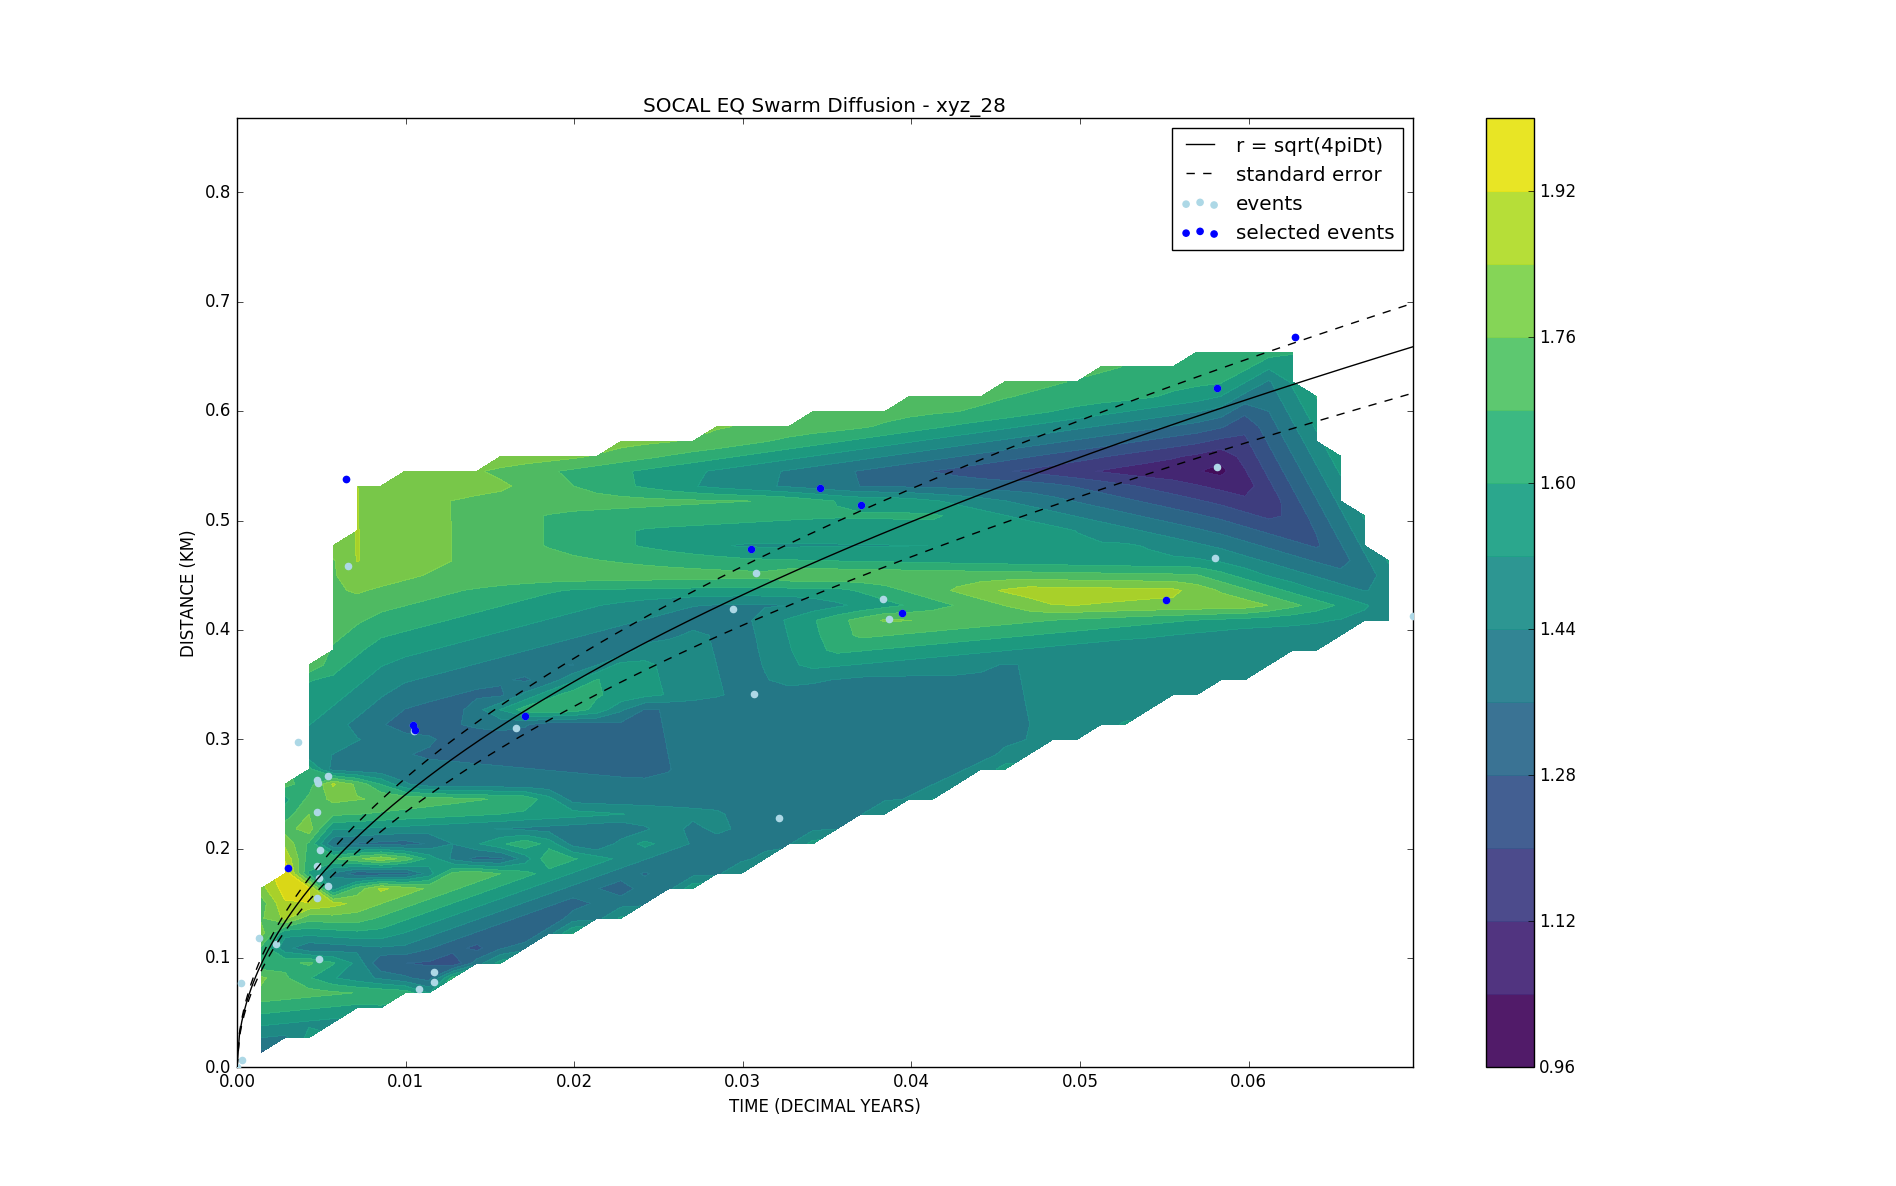 SOCAL EQ Swarm Diffusion - xyz_28
r = sqrt(4piDt)
standard error
events
selected events
0.8
0.7
0.6
0.5
0.4
0.3
0.2
0.1
0.0
DISTANCE (KM)
0.00 0.01 0.02 0.03 0.04 0.05 0.06
TIME (DECIMAL YEARS)
1.92
1.76
1.60
1.44
1.28
1.12
0.96